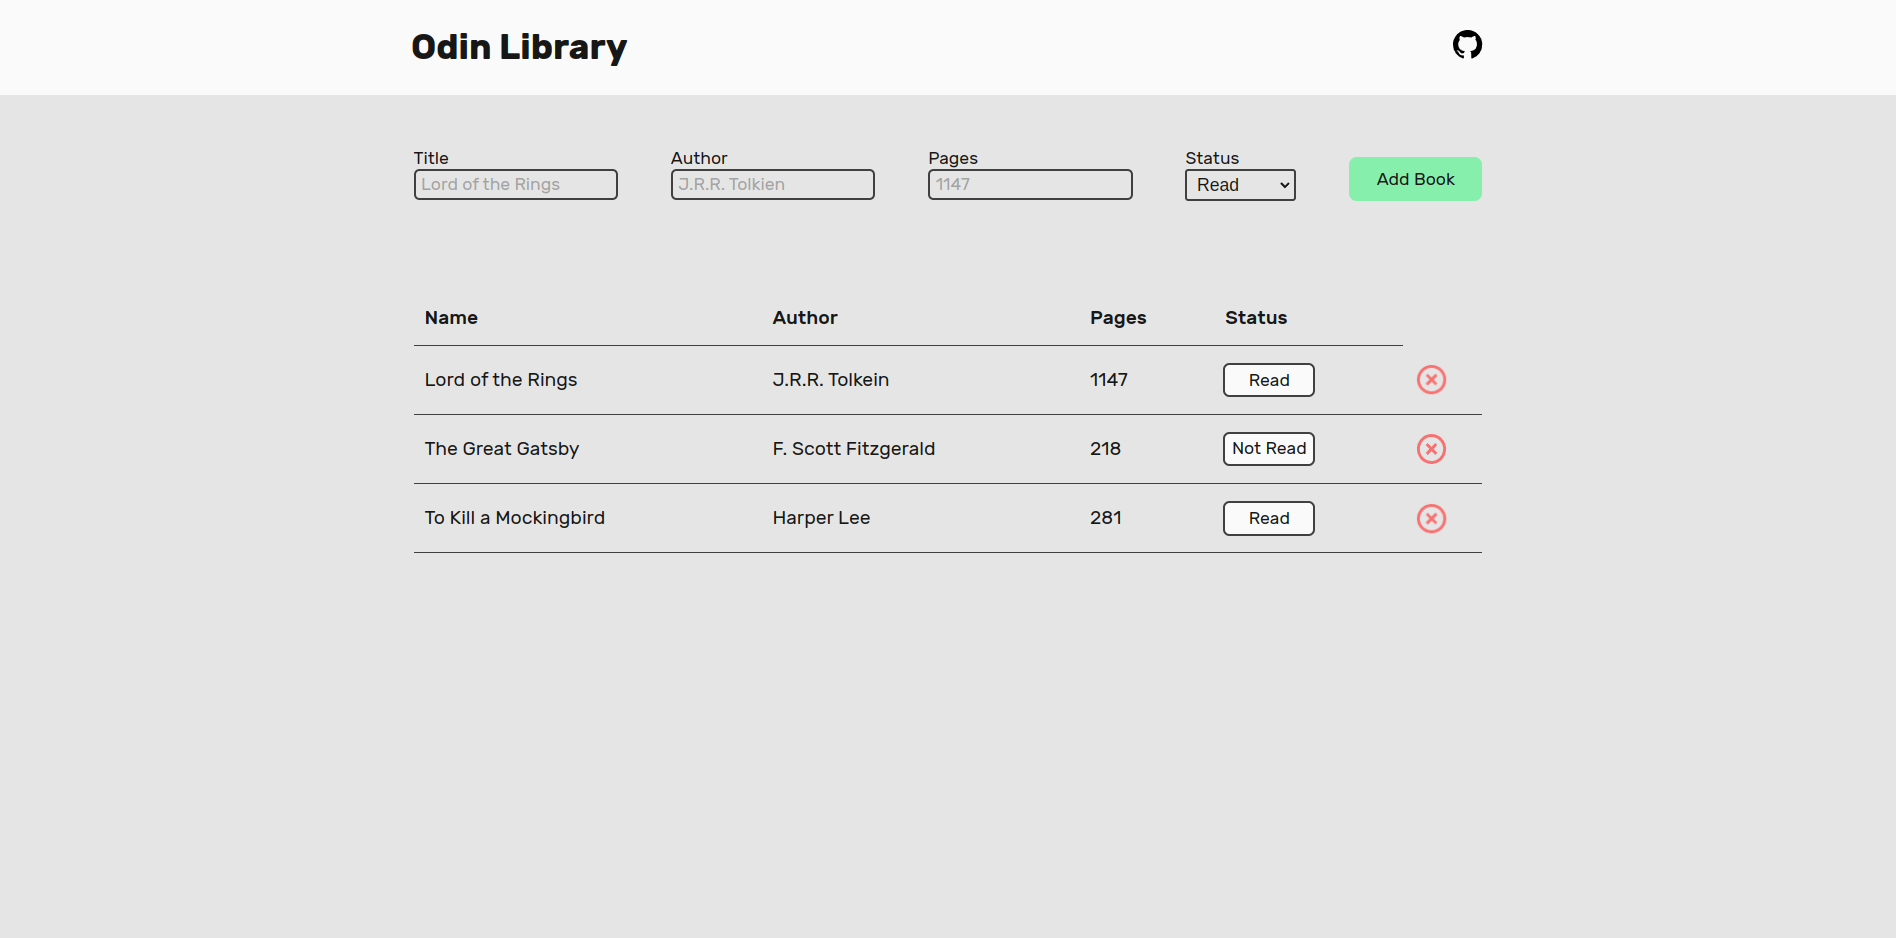 Odin Library
Title Author Pages Status
Lord of the Rings J.R.R. Tolkien 1147 Read Add Book
Name Author Pages Status
Lord of the Rings J.R.R. Tolkein 1147 Read
The Great Gatsby F. Scott Fitzgerald 218 Not Read
To Kill a Mockingbird Harper Lee 281 Read